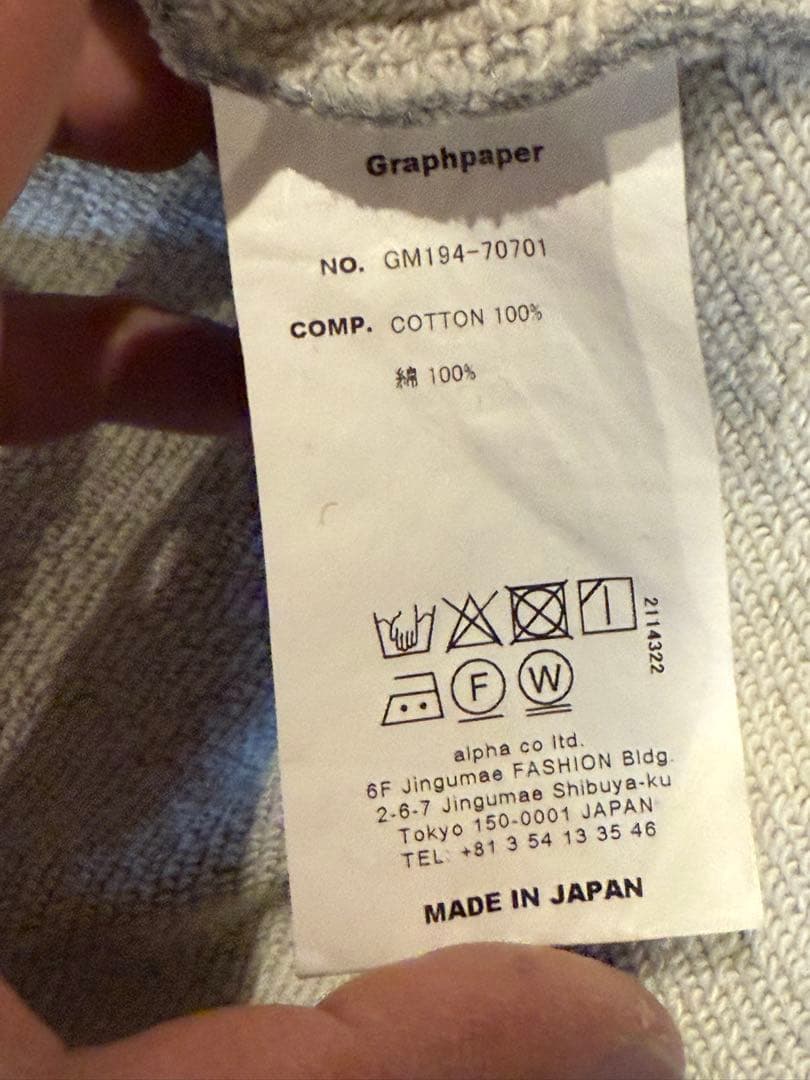 Graphpaper
NO. GM194-70701
COMP. COTTON 100%
綿 100%
2114322
F W
alpha co ltd.
6F Jingumae FASHION Bldg.
2-6-7 Jingumae Shibuya-ku
Tokyo 150-0001 JAPAN
TEL: +81 3 54 13 35 46
MADE IN JAPAN